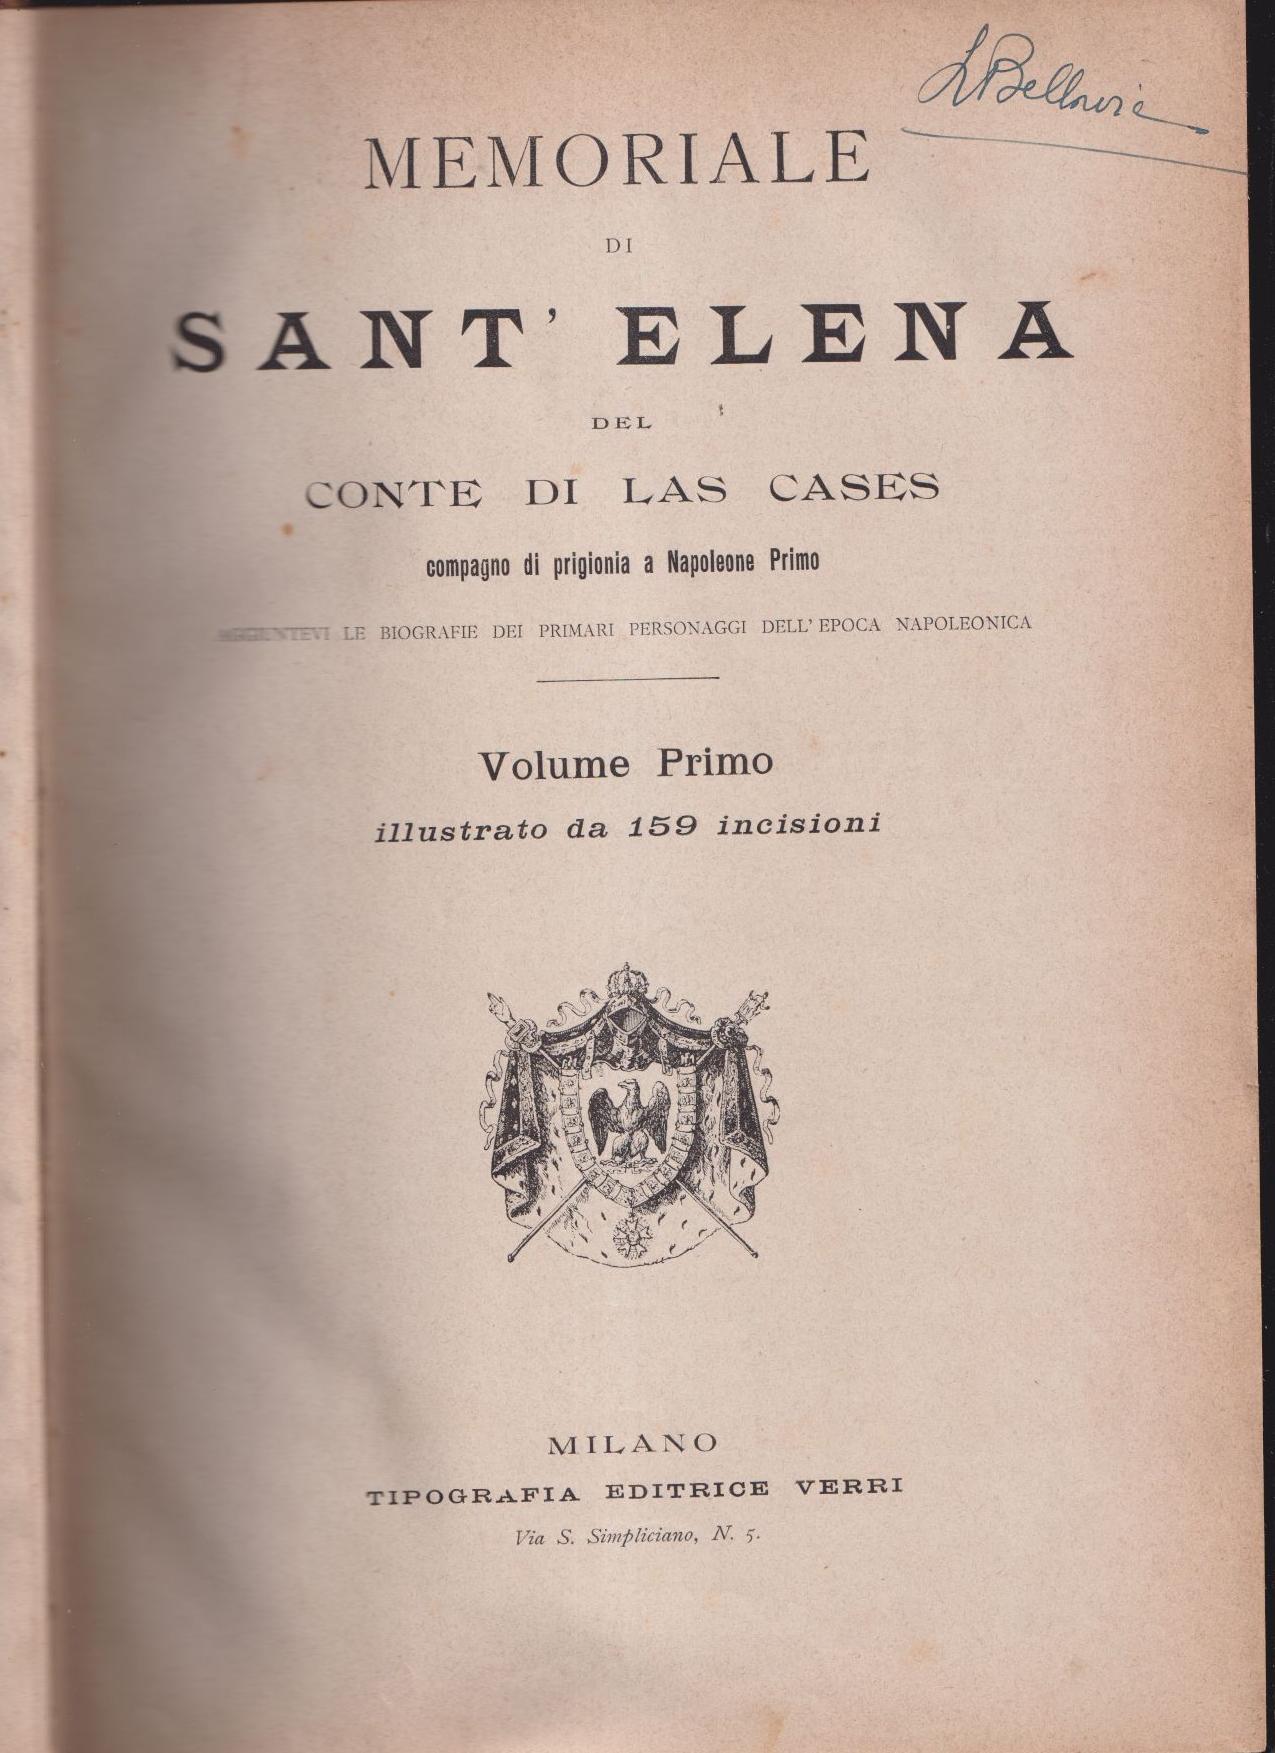 MEMORIALE
DI
SANT' ELENA
DEL
CONTE DI LAS CASES
compagno di prigionia a Napoleone Primo
AGGIUNTEVI LE BIOGRAFIE DEI PRIMARI PERSONAGGI DELL'EPOCA NAPOLEONICA
Volume Primo
illustrato da 159 incisioni
MILANO
TIPOGRAFIA EDITRICE VERRI
Via S. Simpliciano, N. 5.